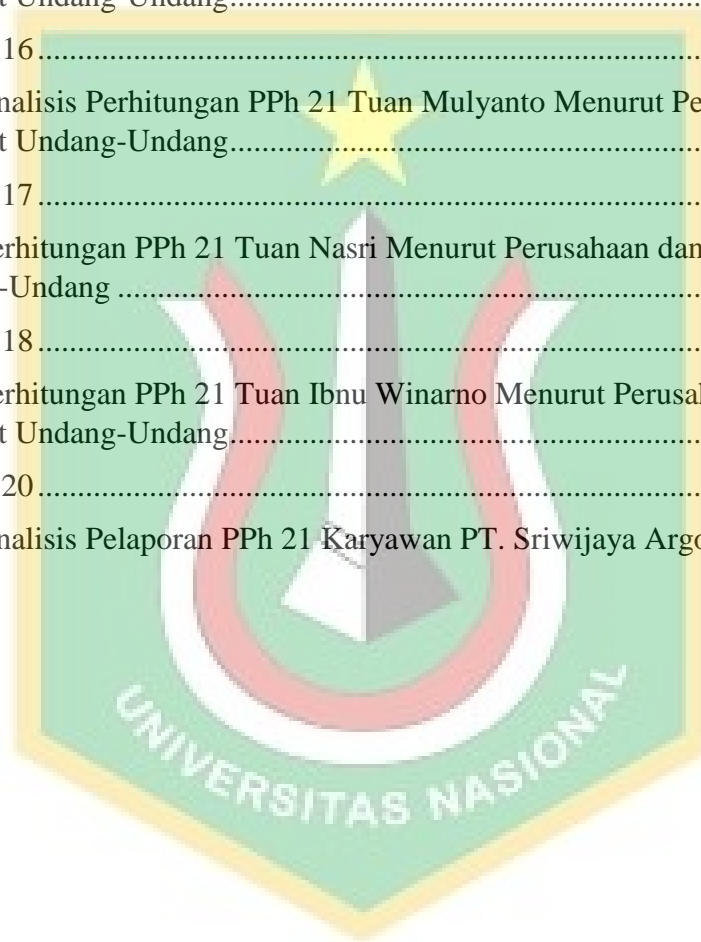 t Undang-Undang....................................................
16....................................................................................
nalisis Perhitungan PPh 21 Tuan Mulyanto Menurut Pe
t Undang-Undang....................................................
17....................................................................................
erhitungan PPh 21 Tuan Nasri Menurut Perusahaan dan
-Undang ..................................................................
18....................................................................................
erhitungan PPh 21 Tuan Ibnu Winarno Menurut Perusa
t Undang-Undang....................................................
20....................................................................................
nalisis Pelaporan PPh 21 Karyawan PT. Sriwijaya Argo
UNIVERSITAS NASIONAL